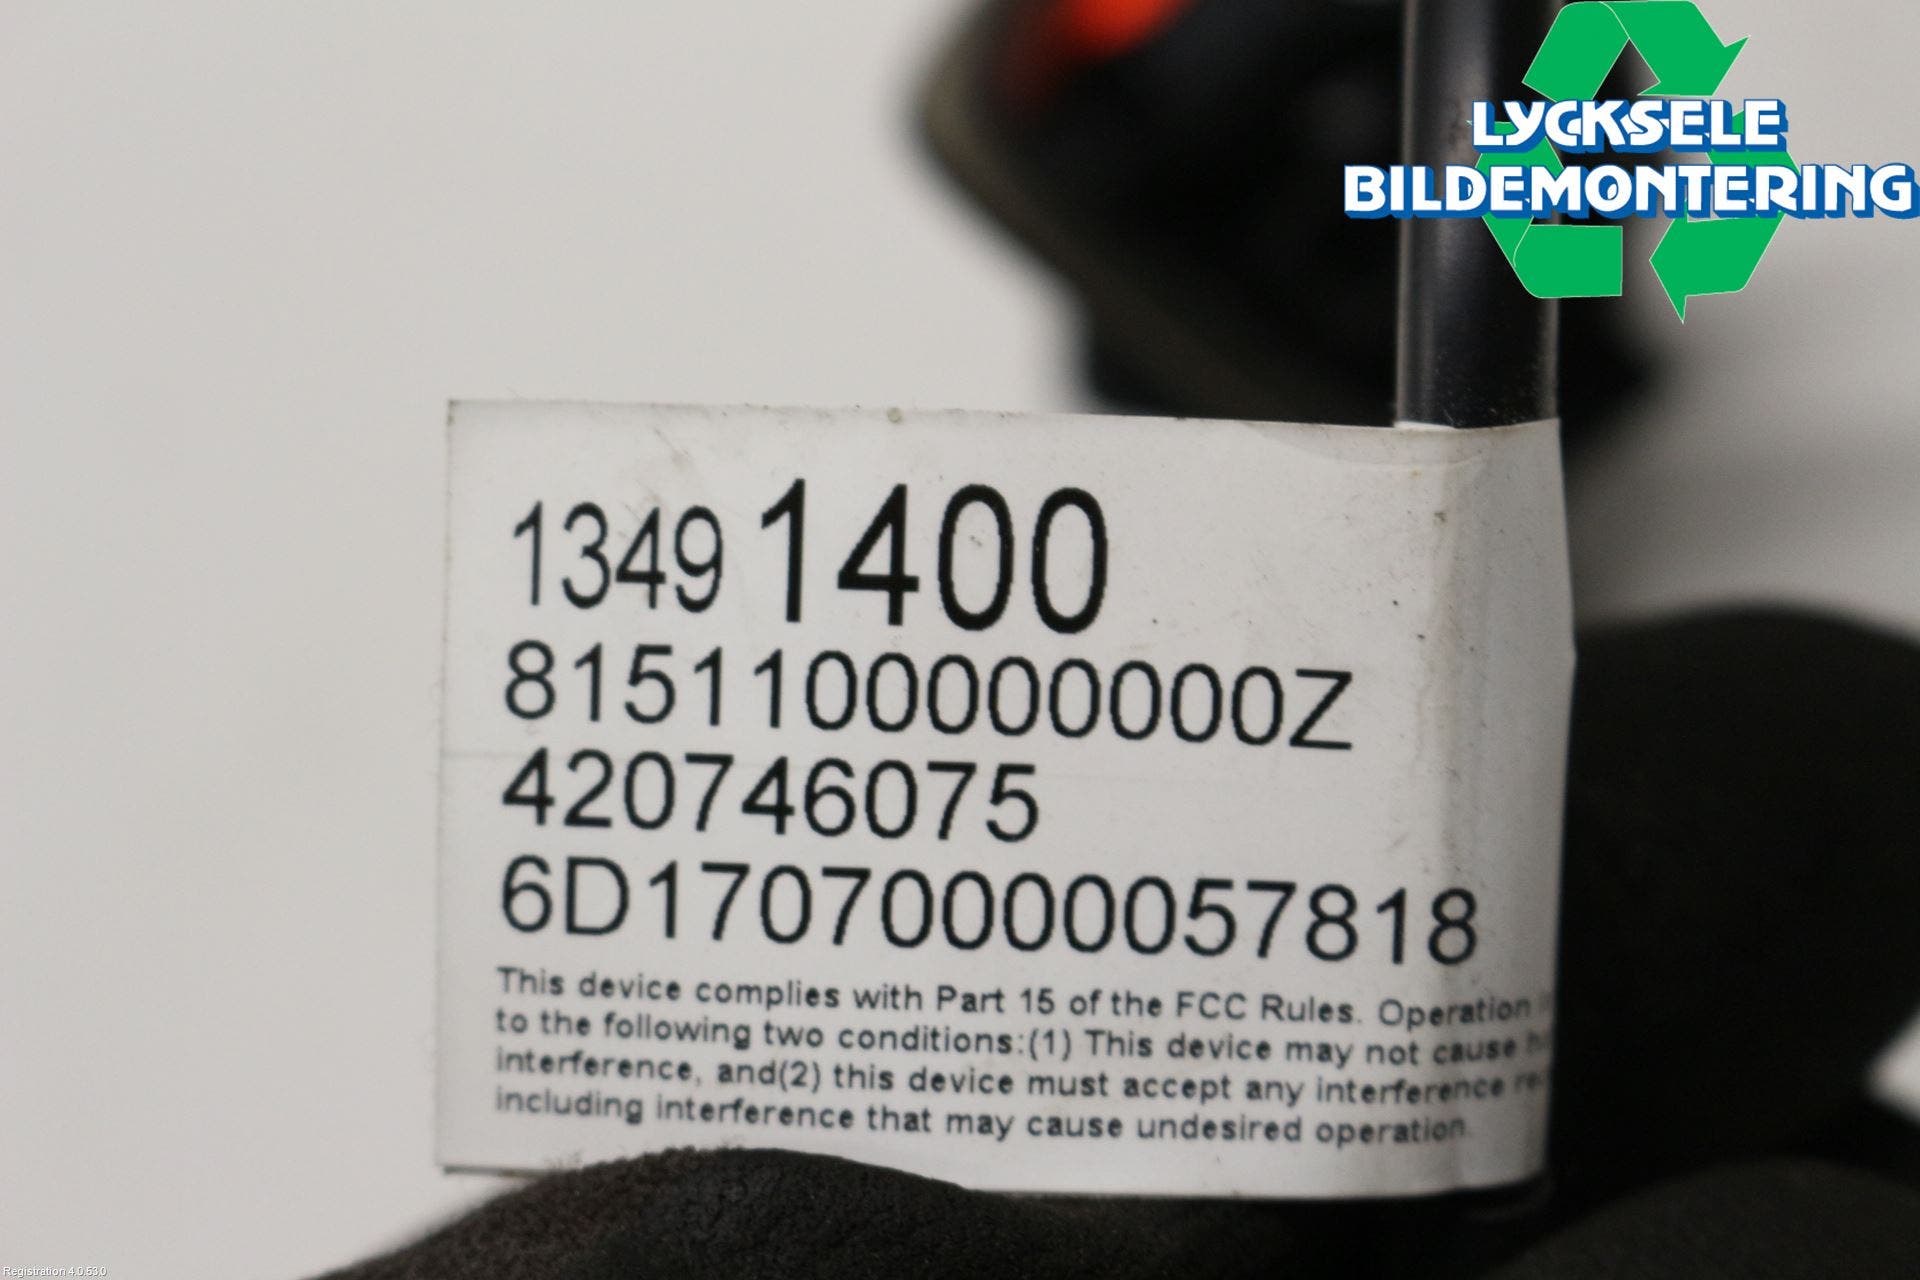 LYCKSELE
BILDEMONTERING
1349 1400
8151100000000Z
420746075
6D17070000057818
This device complies with Part 15 of the FCC Rules. Operation
to the following two conditions:(1) This device may not cause
interference, and(2) this device must accept any interference
including interference that may cause undesired operation.
Registration 4.0.53.0